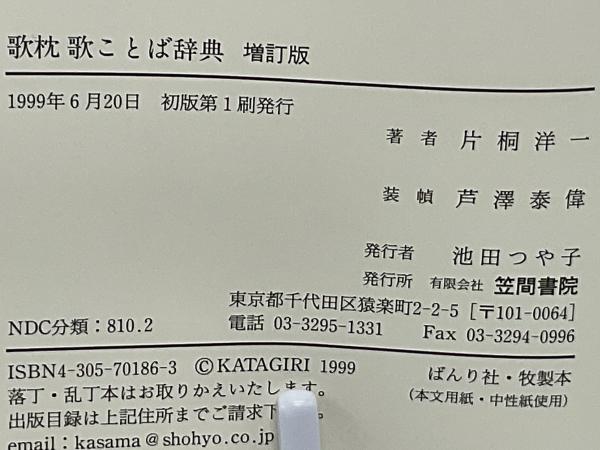 歌枕 歌ことば辞典 増訂版
1999年6月20日 初版第1刷発行
著者 片桐洋一
装幀 芦澤泰偉
発行者 池田つや子
発行所 有限会社 笠間書院
東京都千代田区猿楽町2-2-5［〒101-0064］
NDC分類：810.2 電話 03-3295-1331 Fax 03-3294-0996
ISBN4-305-70186-3 ©KATAGIRI 1999 ぱんり社・牧製本
落丁・乱丁本はお取りかえいたします。 (本文用紙・中性紙使用)
出版目録は上記住所までご請求下 。
email：kasama@shohyo.co.jp